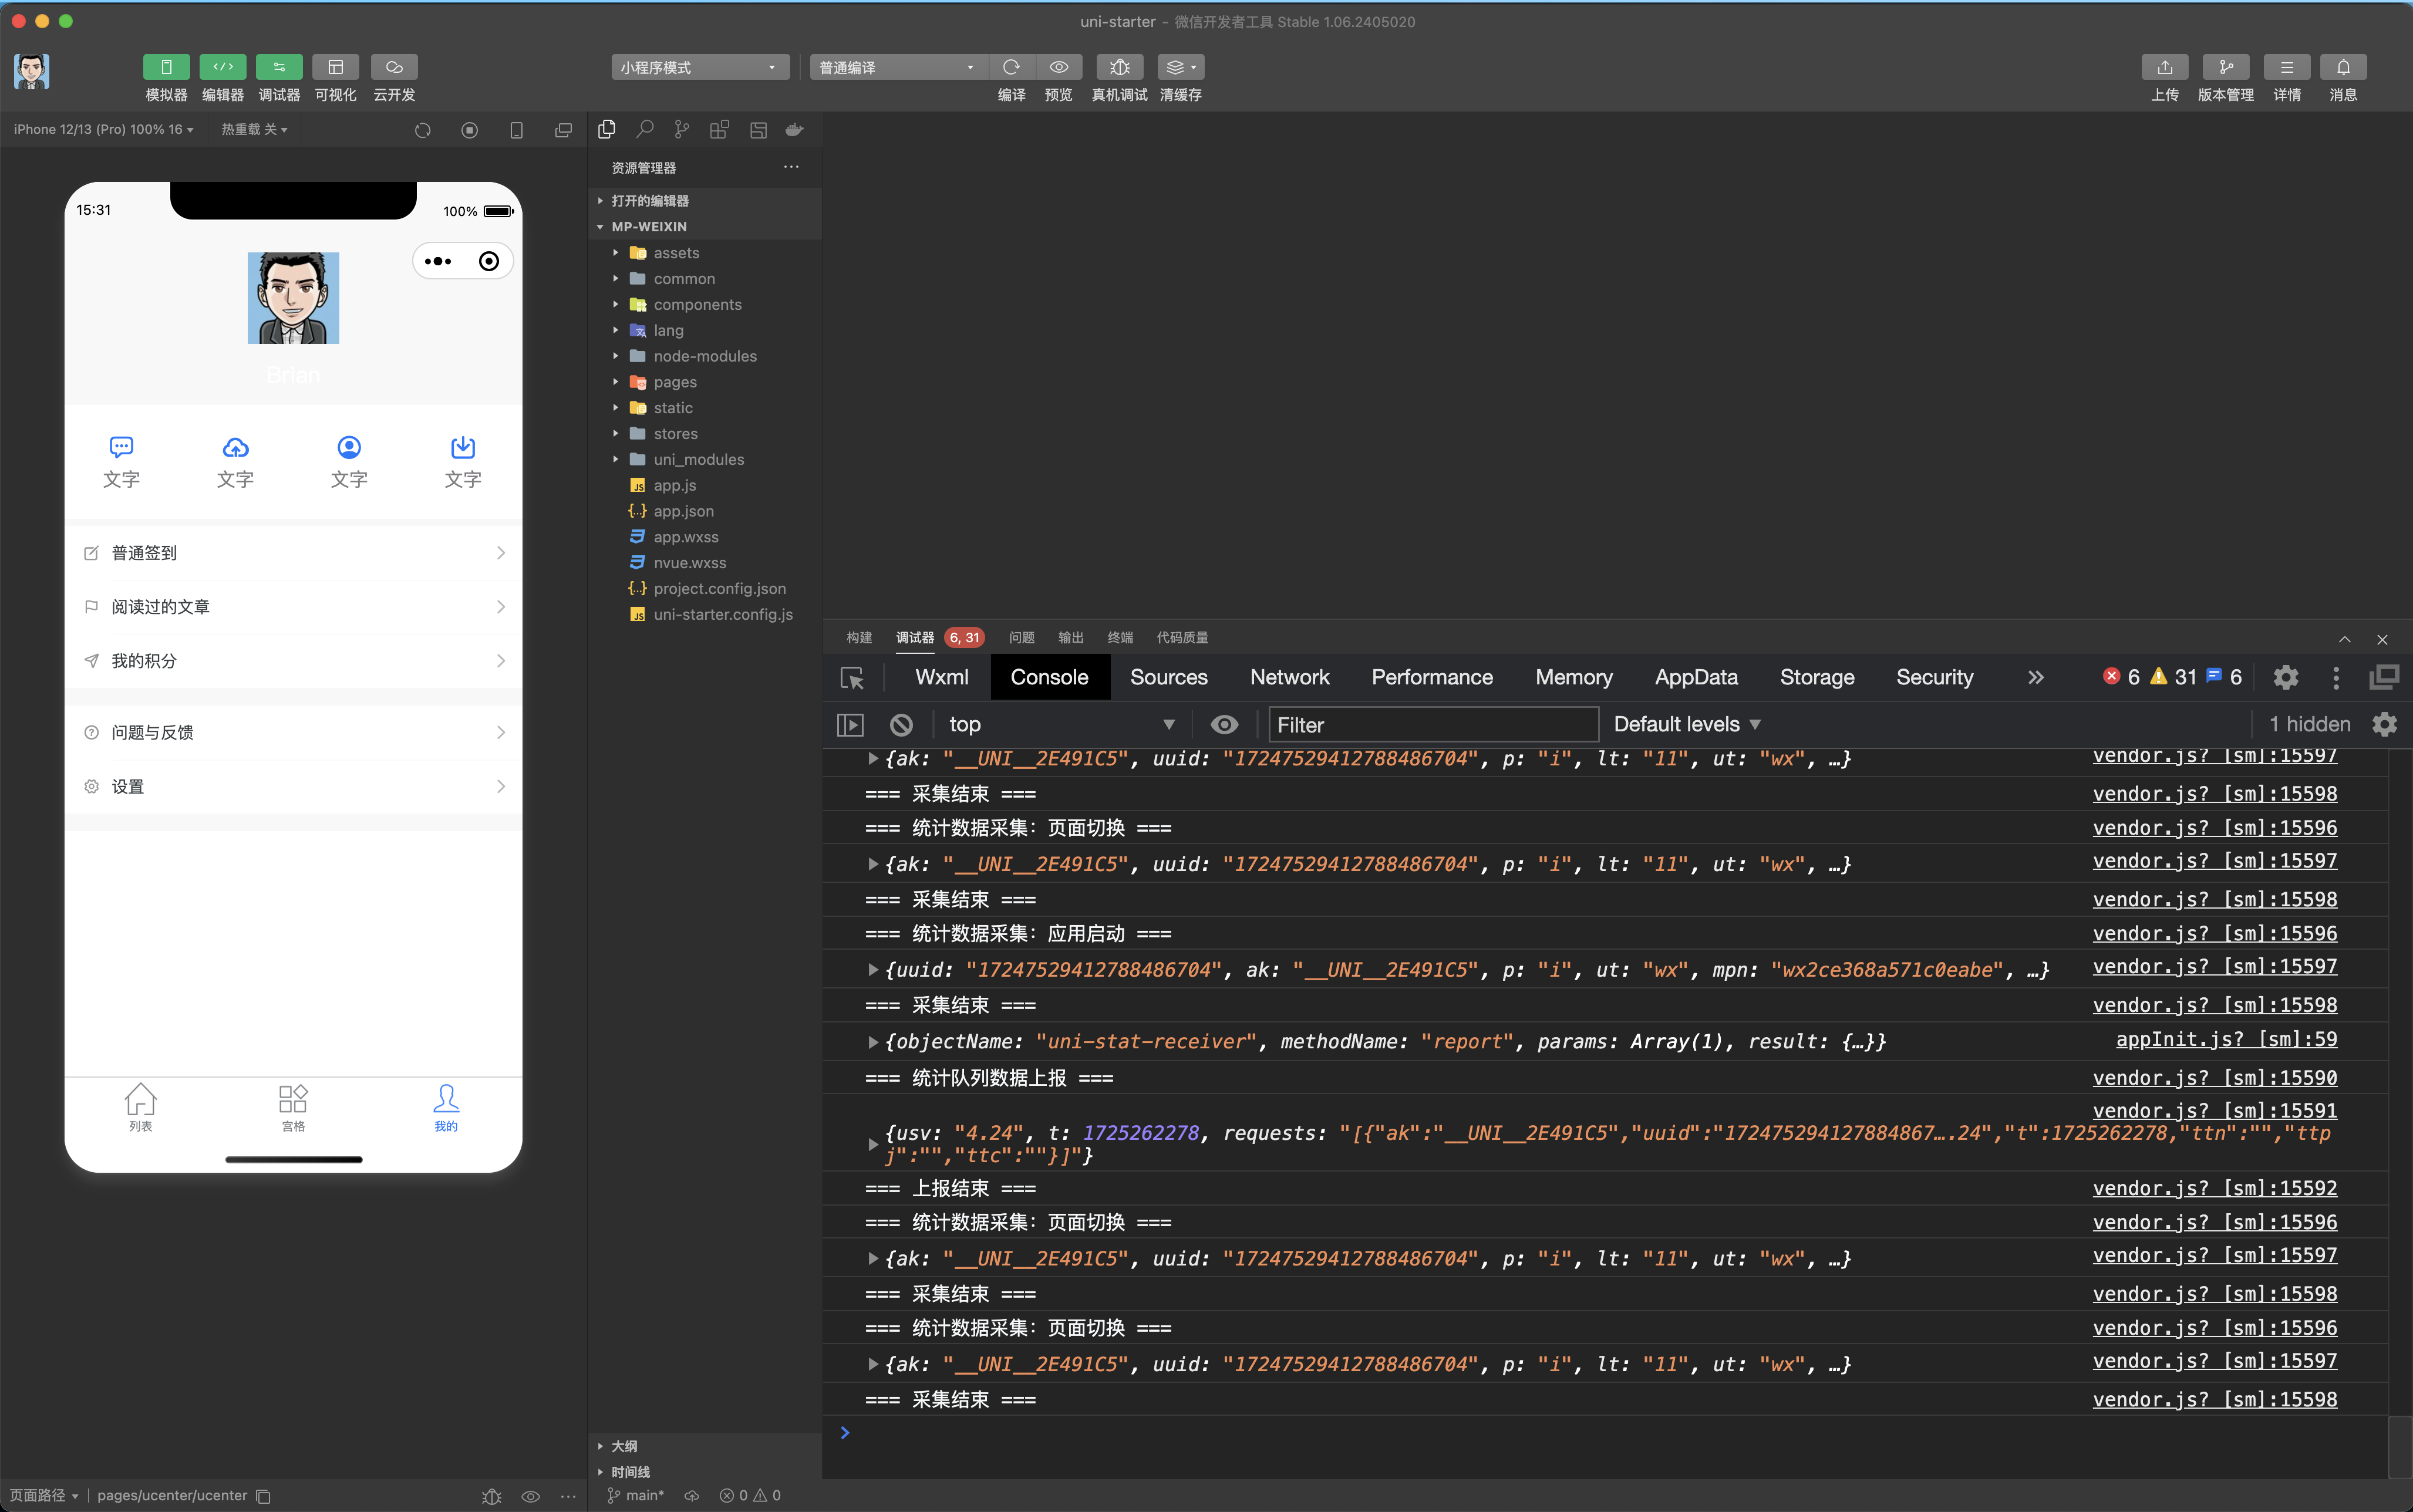 uni-starter – 微信开发者工具 Stable 1.06.2405020
模拟器 编辑器 调试器 可视化 云开发
小程序模式 普通编译
编译 预览 真机调试 清缓存
上传 版本管理 详情 消息
iPhone 12/13 (Pro) 100% 16 热重载 关
15:31 100%
Brian
文字 文字 文字 文字
普通签到
阅读过的文章
我的积分
问题与反馈
设置
列表 宫格 我的
页面路径 pages/ucenter/ucenter
资源管理器
打开的编辑器
MP-WEIXIN
assets
common
components
lang
node-modules
pages
static
stores
uni_modules
app.js
app.json
app.wxss
nvue.wxss
project.config.json
uni-starter.config.js
大纲
时间线
main* 0 0
构建 调试器 6, 31 问题 输出 终端 代码质量
Wxml Console Sources Network Performance Memory AppData Storage Security 6 31 6
top Filter Default levels 1 hidden
{ak: "__UNI__2E491C5", uuid: "17247529412788486704", p: "i", lt: "11", ut: "wx", …} vendor.js? [sm]:15597
=== 采集结束 === vendor.js? [sm]:15598
=== 统计数据采集：页面切换 === vendor.js? [sm]:15596
{ak: "__UNI__2E491C5", uuid: "17247529412788486704", p: "i", lt: "11", ut: "wx", …} vendor.js? [sm]:15597
=== 采集结束 === vendor.js? [sm]:15598
=== 统计数据采集：应用启动 === vendor.js? [sm]:15596
{uuid: "17247529412788486704", ak: "__UNI__2E491C5", p: "i", ut: "wx", mpn: "wx2ce368a571c0eabe", …} vendor.js? [sm]:15597
=== 采集结束 === vendor.js? [sm]:15598
{objectName: "uni-stat-receiver", methodName: "report", params: Array(1), result: {…}} appInit.js? [sm]:59
=== 统计队列数据上报 === vendor.js? [sm]:15590
vendor.js? [sm]:15591
{usv: "4.24", t: 1725262278, requests: "[{"ak":"__UNI__2E491C5","uuid":"172475294127884867….24","t":1725262278,"ttn":"","ttp
j":"","ttc":""}]"}
=== 上报结束 === vendor.js? [sm]:15592
=== 统计数据采集：页面切换 === vendor.js? [sm]:15596
{ak: "__UNI__2E491C5", uuid: "17247529412788486704", p: "i", lt: "11", ut: "wx", …} vendor.js? [sm]:15597
=== 采集结束 === vendor.js? [sm]:15598
=== 统计数据采集：页面切换 === vendor.js? [sm]:15596
{ak: "__UNI__2E491C5", uuid: "17247529412788486704", p: "i", lt: "11", ut: "wx", …} vendor.js? [sm]:15597
=== 采集结束 === vendor.js? [sm]:15598